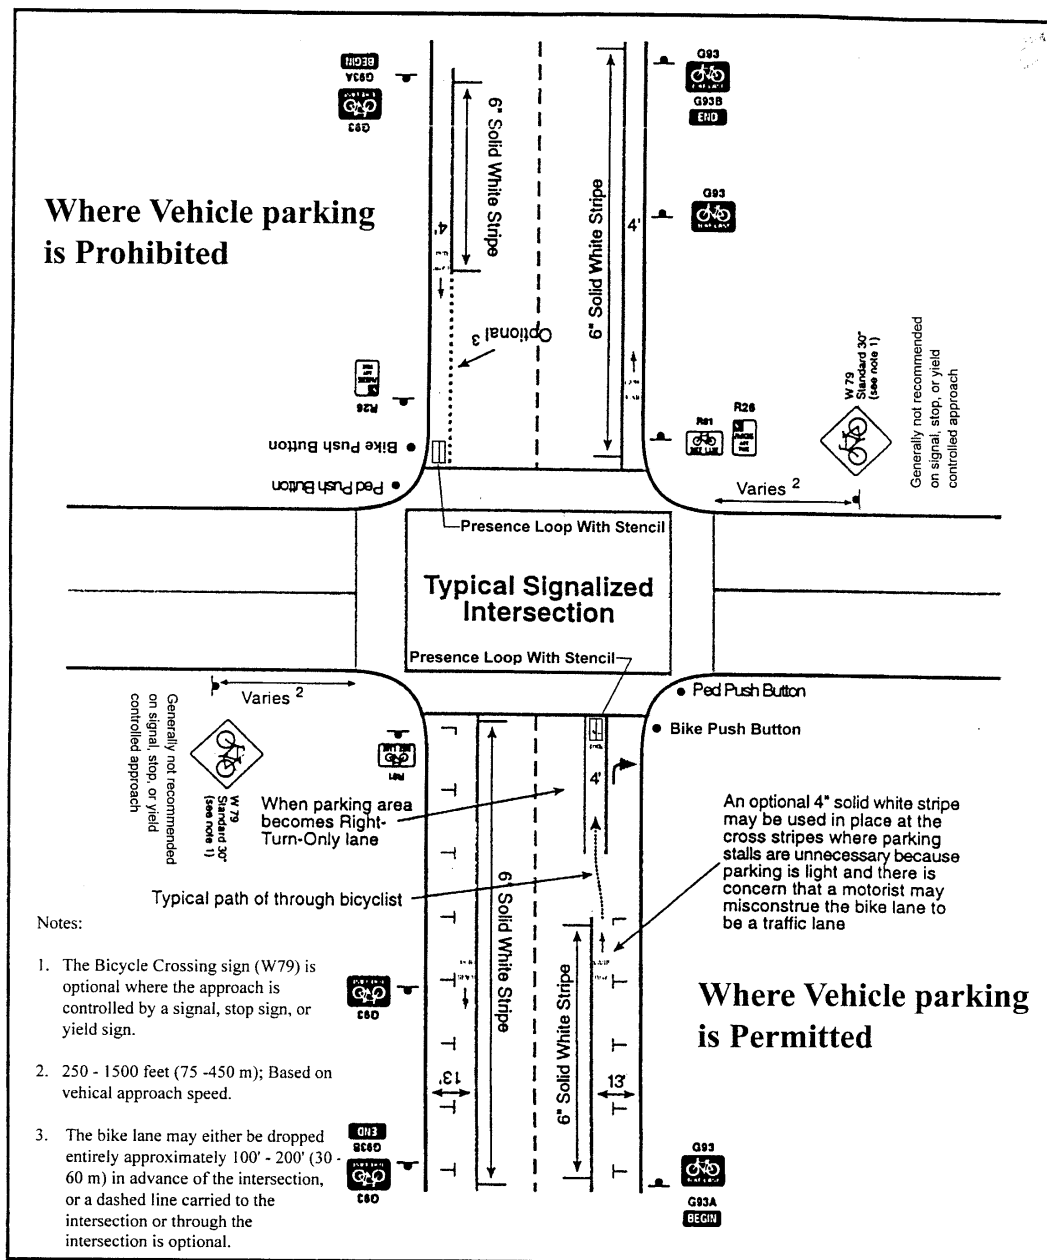 BEGIN
G93A
G93
G93
G93B
END
6" Solid White Stripe
6" Solid White Stripe
G93
Where Vehicle parking
is Prohibited
4'
4'
Optional 3
R26
R81
R26
W 79
Standard 30"
(see note 1)
Generally not recommended
on signal, stop, or yield
controlled approach
Bike Push Button
Ped Push Button
Varies 2
Presence Loop With Stencil
Typical Signalized
Intersection
Presence Loop With Stencil
Ped Push Button
Varies 2
Bike Push Button
Generally not recommended
on signal, stop, or yield
controlled approach
W 79
Standard 30"
(see note 1)
R81
4'
When parking area
becomes Right-
Turn-Only lane
An optional 4" solid white stripe
may be used in place at the
cross stripes where parking
stalls are unnecessary because
parking is light and there is
concern that a motorist may
misconstrue the bike lane to
be a traffic lane
Typical path of through bicyclist
6" Solid White Stripe
6" Solid White Stripe
Notes:
1. The Bicycle Crossing sign (W79) is
optional where the approach is
controlled by a signal, stop sign, or
yield sign.
G93
Where Vehicle parking
is Permitted
2. 250 - 1500 feet (75 -450 m); Based on
vehical approach speed.
13'
13'
3. The bike lane may either be dropped
entirely approximately 100' - 200' (30 -
60 m) in advance of the intersection,
or a dashed line carried to the
intersection or through the
intersection is optional.
END
G93B
G93
G93
G93A
BEGIN